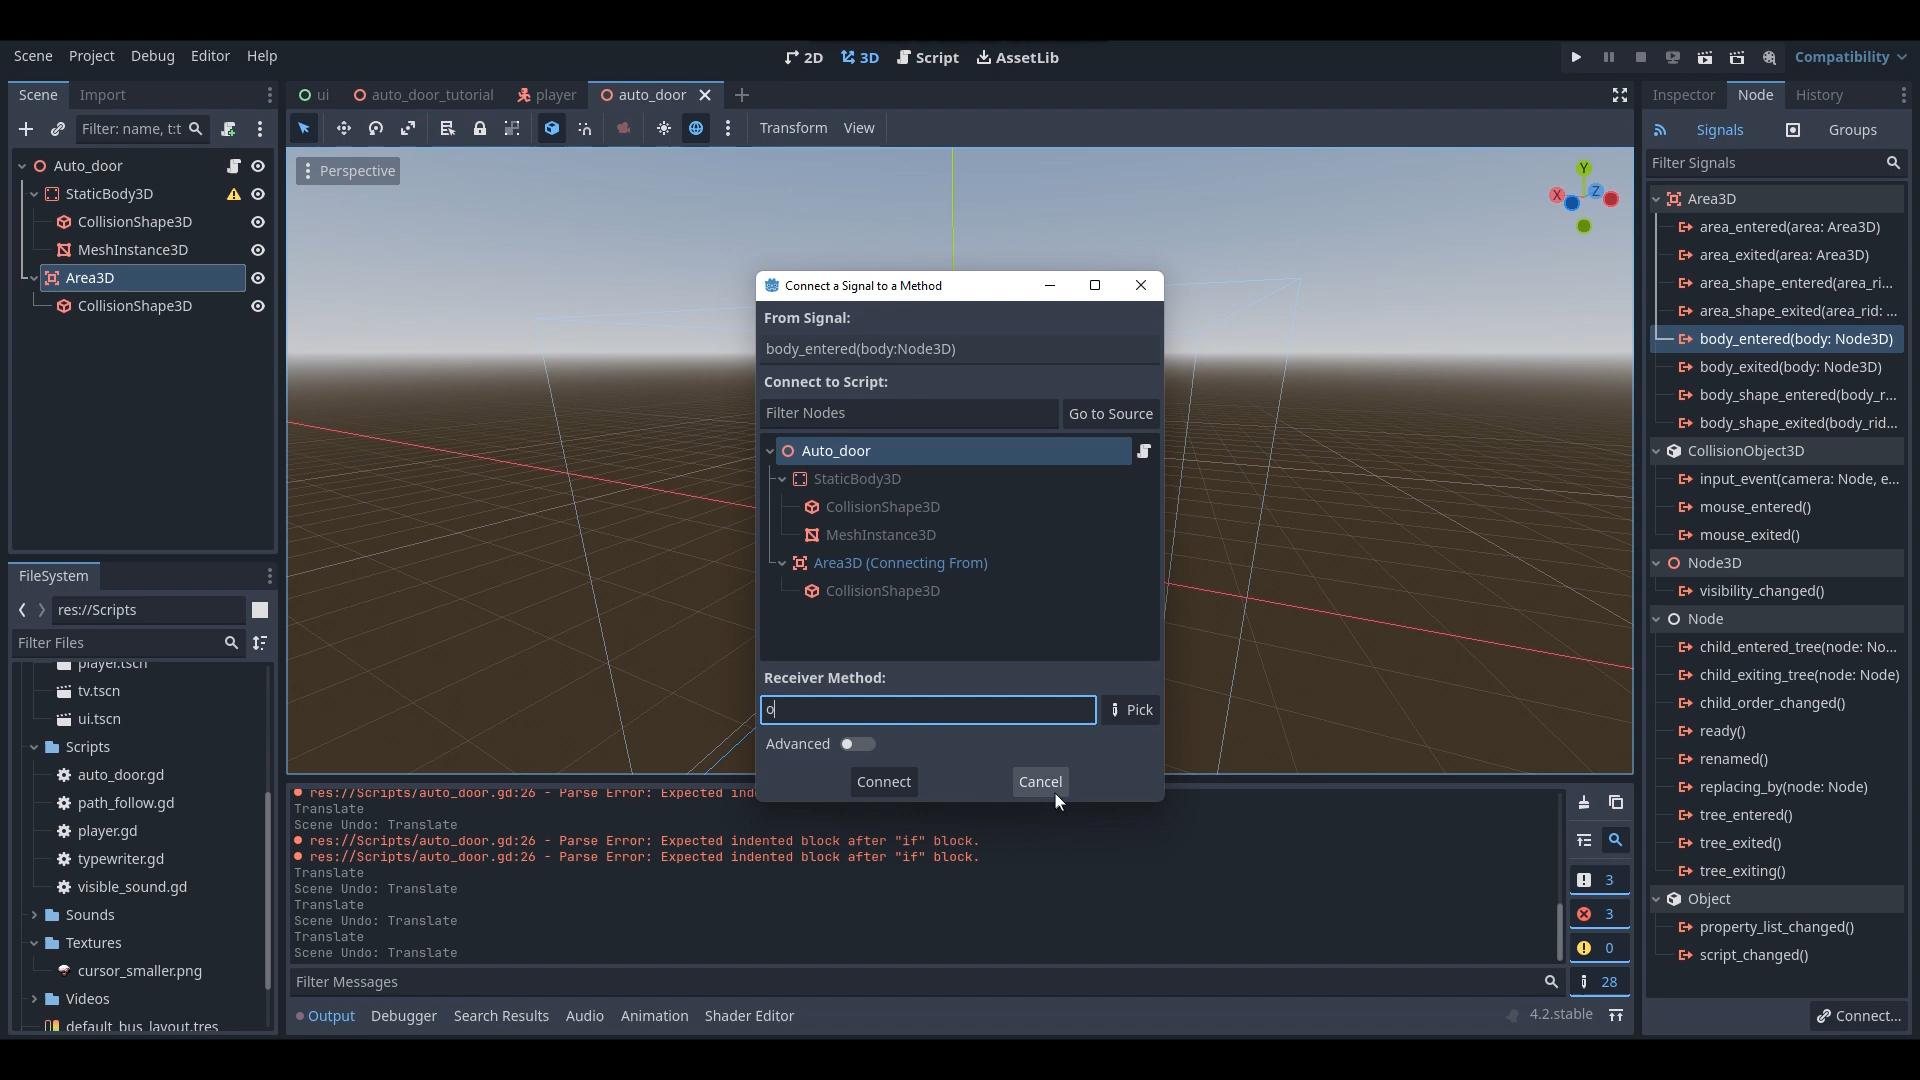 Scene Project Debug Editor Help
2D 3D Script AssetLib
Compatibility
Scene Import
Filter: name, t:t
Auto_door
StaticBody3D
CollisionShape3D
MeshInstance3D
Area3D
CollisionShape3D
FileSystem
res://Scripts
Filter Files
player.tscn
tv.tscn
ui.tscn
Scripts
auto_door.gd
path_follow.gd
player.gd
typewriter.gd
visible_sound.gd
Sounds
Textures
cursor_smaller.png
Videos
default_bus_layout.tres
ui auto_door_tutorial player auto_door
Transform View
Perspective
Y
X
Z
Connect a Signal to a Method
From Signal:
body_entered(body:Node3D)
Connect to Script:
Filter Nodes
Go to Source
Auto_door
StaticBody3D
CollisionShape3D
MeshInstance3D
Area3D (Connecting From)
CollisionShape3D
Receiver Method:
o
Pick
Advanced
Connect
Cancel
res://Scripts/auto_door.gd:26 - Parse Error: Expected ind
Translate
Scene Undo: Translate
res://Scripts/auto_door.gd:26 - Parse Error: Expected indented block after "if" block.
res://Scripts/auto_door.gd:26 - Parse Error: Expected indented block after "if" block.
Translate
Scene Undo: Translate
Translate
Scene Undo: Translate
Translate
Scene Undo: Translate
3
3
0
28
Filter Messages
Output Debugger Search Results Audio Animation Shader Editor
4.2.stable
Inspector Node History
Signals Groups
Filter Signals
Area3D
area_entered(area: Area3D)
area_exited(area: Area3D)
area_shape_entered(area_ri...
area_shape_exited(area_rid: ...
body_entered(body: Node3D)
body_exited(body: Node3D)
body_shape_entered(body_r...
body_shape_exited(body_rid...
CollisionObject3D
input_event(camera: Node, e...
mouse_entered()
mouse_exited()
Node3D
visibility_changed()
Node
child_entered_tree(node: No...
child_exiting_tree(node: Node)
child_order_changed()
ready()
renamed()
replacing_by(node: Node)
tree_entered()
tree_exited()
tree_exiting()
Object
property_list_changed()
script_changed()
Connect...